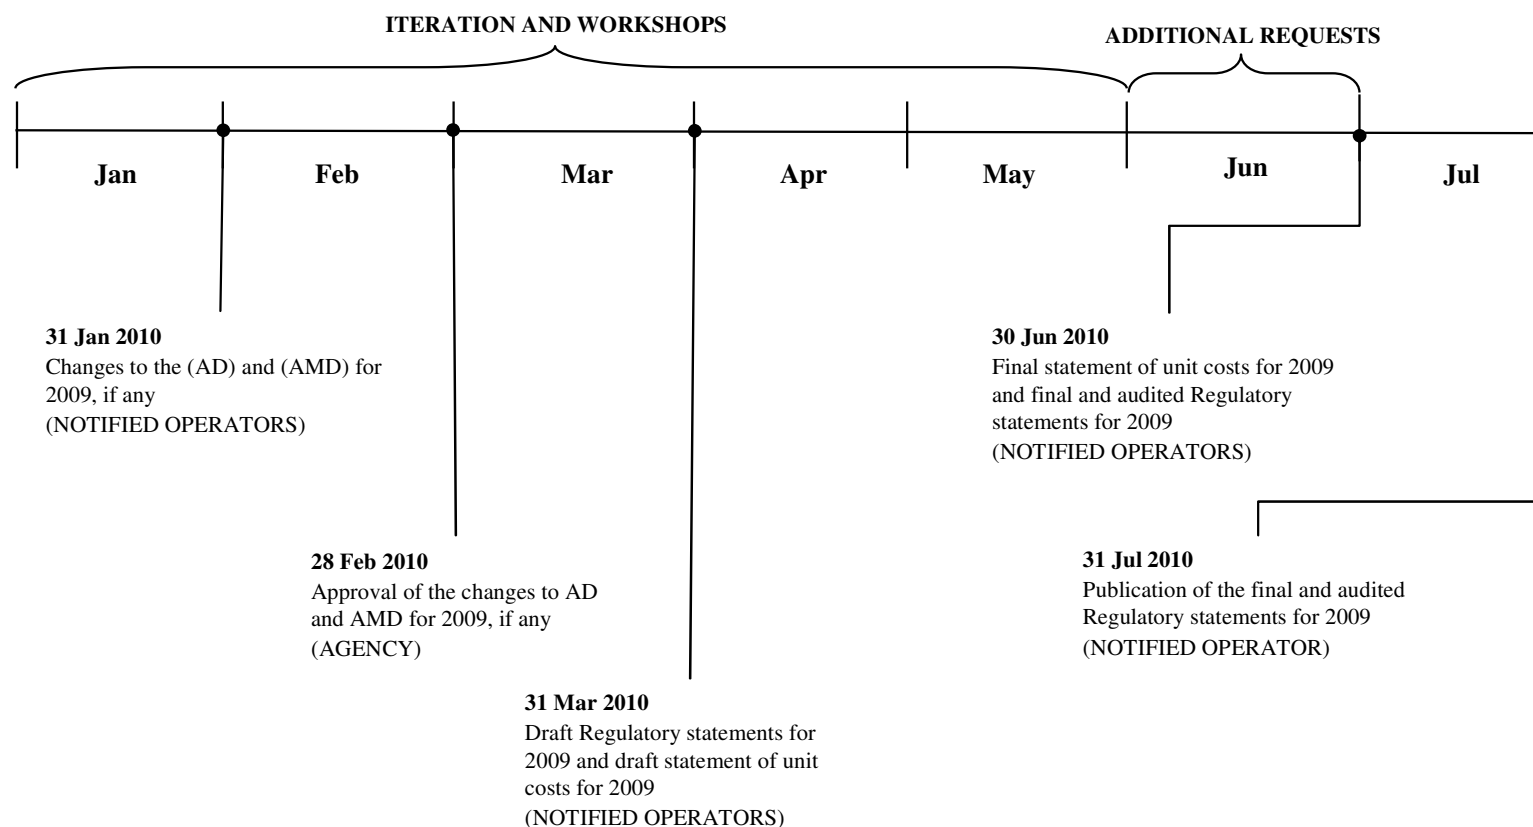 ITERATION AND WORKSHOPS
ADDITIONAL REQUESTS
Jan
Feb
Mar
Apr
May
Jun
Jul
31 Jan 2010
Changes to the (AD) and (AMD) for
2009, if any
(NOTIFIED OPERATORS)
30 Jun 2010
Final statement of unit costs for 2009
and final and audited Regulatory
statements for 2009
(NOTIFIED OPERATORS)
28 Feb 2010
Approval of the changes to AD
and AMD for 2009, if any
(AGENCY)
31 Jul 2010
Publication of the final and audited
Regulatory statements for 2009
(NOTIFIED OPERATOR)
31 Mar 2010
Draft Regulatory statements for
2009 and draft statement of unit
costs for 2009
(NOTIFIED OPERATORS)